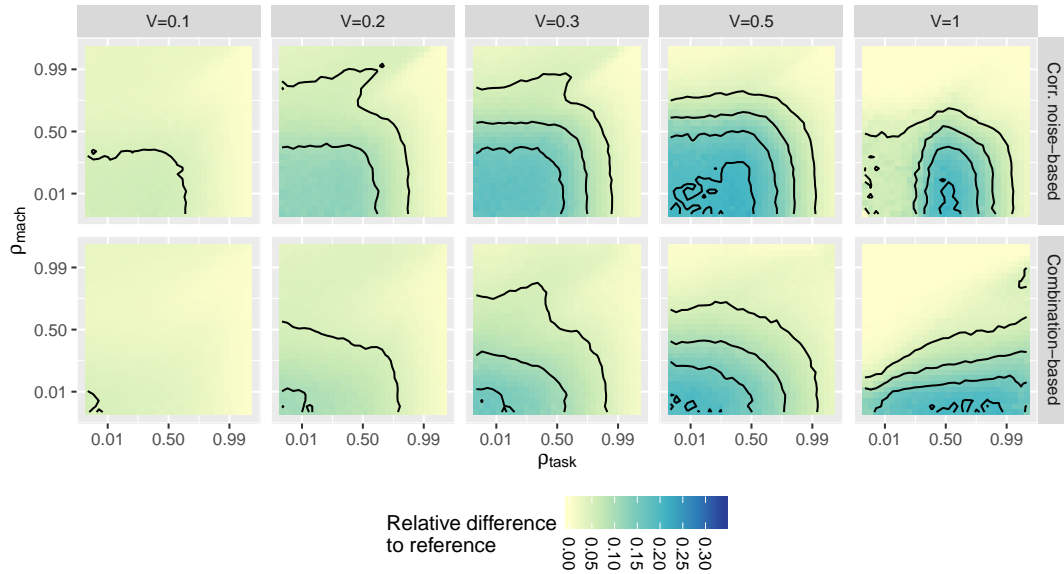 V=0.1 V=0.2 V=0.3 V=0.5 V=1
0.99
0.50
0.01
Corr. noise−based
ρmach
0.99
0.50
0.01
Combination−based
0.01 0.50 0.99 0.01 0.50 0.99 0.01 0.50 0.99 0.01 0.50 0.99 0.01 0.50 0.99
ρtask
Relative difference
to reference
0.00 0.05 0.10 0.15 0.20 0.25 0.30